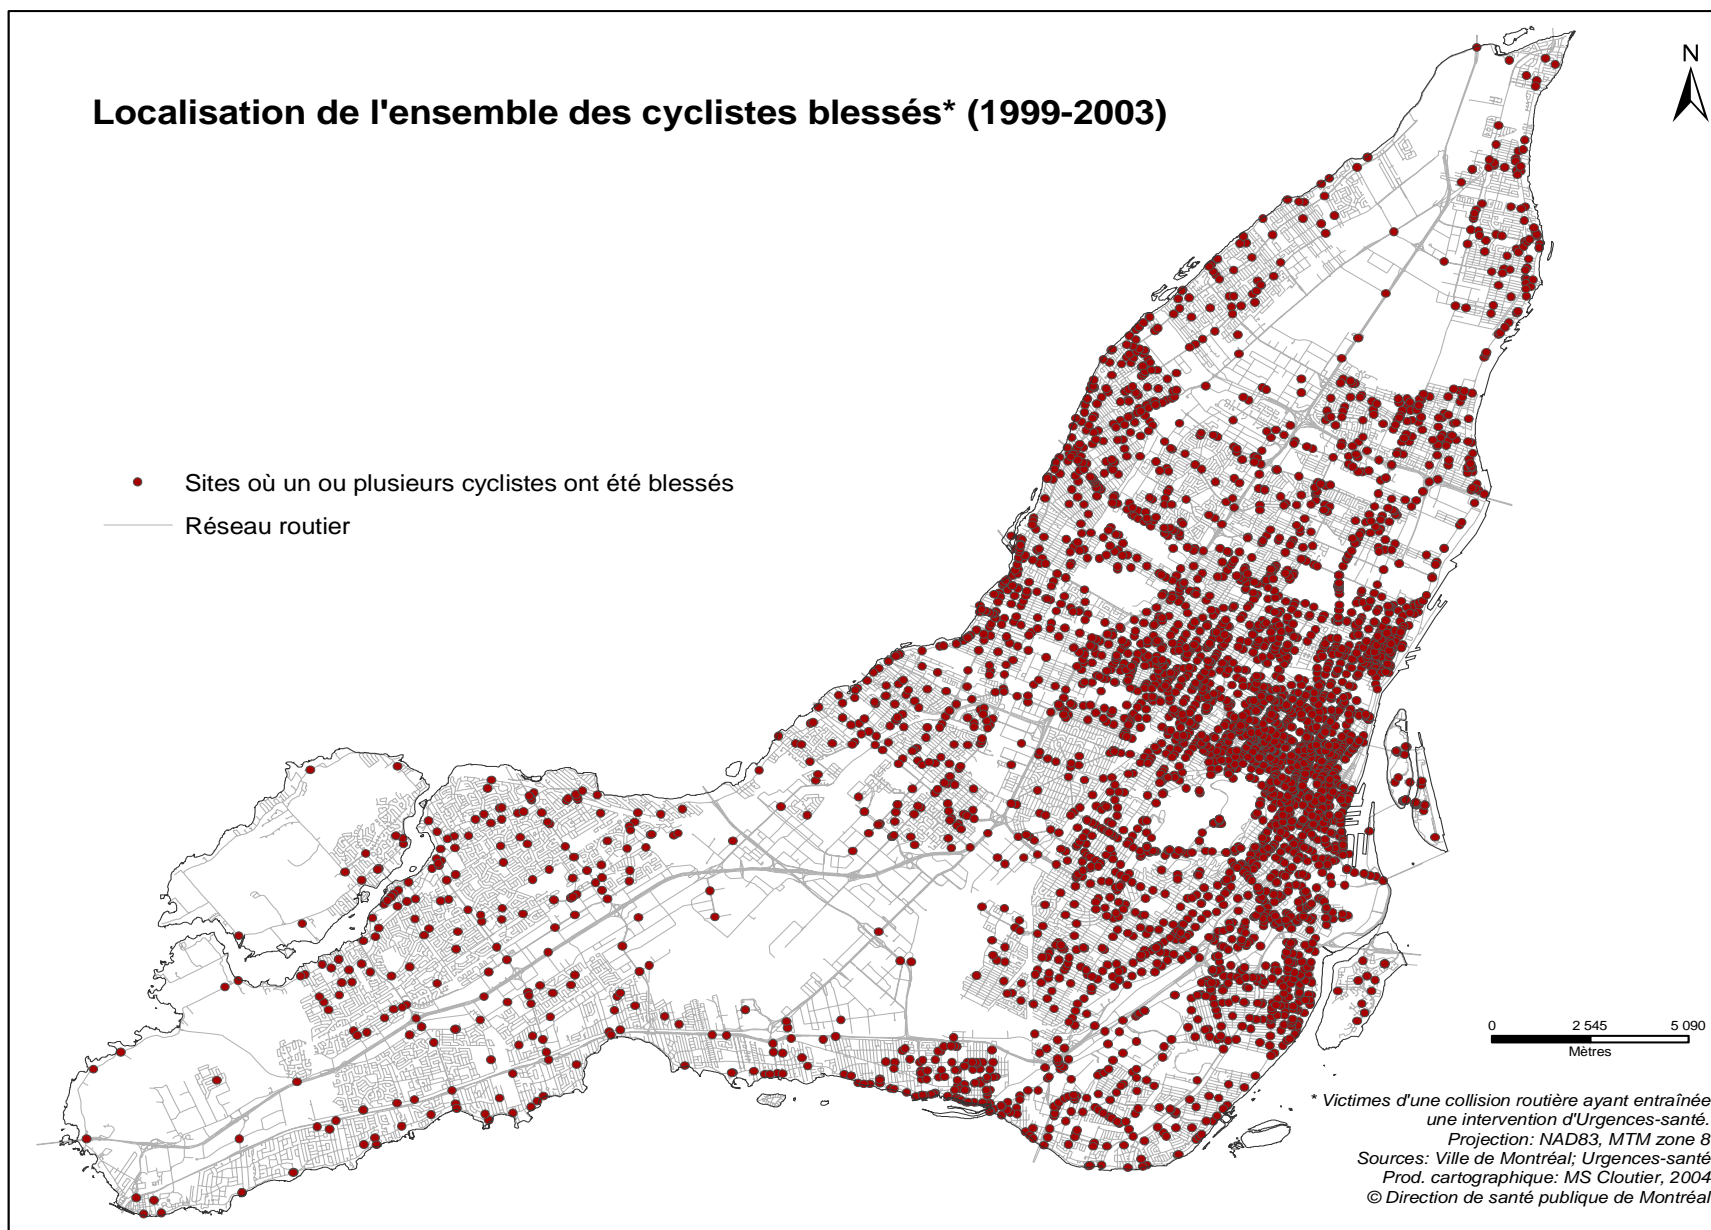 Localisation de l'ensemble des cyclistes blessés* (1999-2003)
N
Sites où un ou plusieurs cyclistes ont été blessés
Réseau routier
0 2 545 5 090
Mètres
* Victimes d'une collision routière ayant entraînée
une intervention d'Urgences-santé.
Projection: NAD83, MTM zone 8
Sources: Ville de Montréal; Urgences-santé
Prod. cartographique: MS Cloutier, 2004
© Direction de santé publique de Montréal